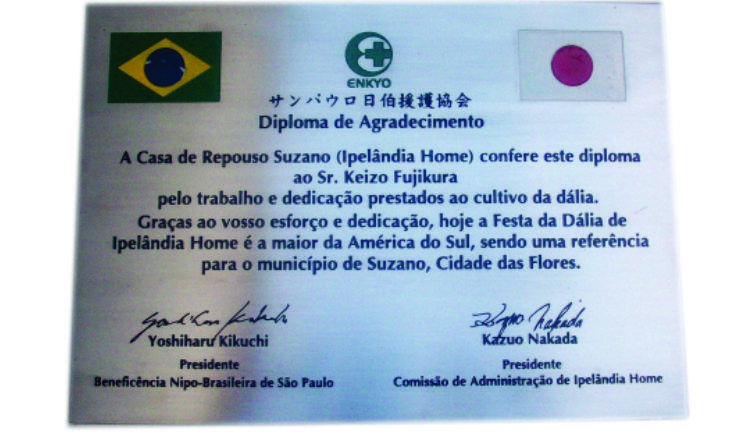 ENKYO
サンパウロ日伯援護協会
Diploma de Agradecimento
A Casa de Repouso Suzano (Ipelândia Home) confere este diploma
ao Sr. Keizo Fujikura
pelo trabalho e dedicação prestados ao cultivo da dália.
Graças ao vosso esforço e dedicação, hoje a Festa da Dália de
Ipelândia Home é a maior da América do Sul, sendo uma referência
para o município de Suzano, Cidade das Flores.
Yoshiharu Kikuchi
Presidente
Beneficência Nipo-Brasileira de São Paulo
Kazuo Nakada
Presidente
Comissão de Administração de Ipelândia Home